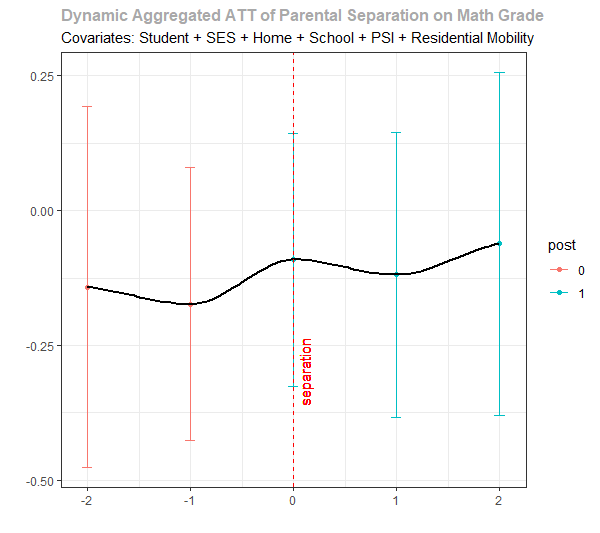 Dynamic Aggregated ATT of Parental Separation on Math Grade
Covariates: Student + SES + Home + School + PSI + Residential Mobility
0.25
0.00
-0.25
-0.50
separation
-2
-1
0
1
2
post
0
1